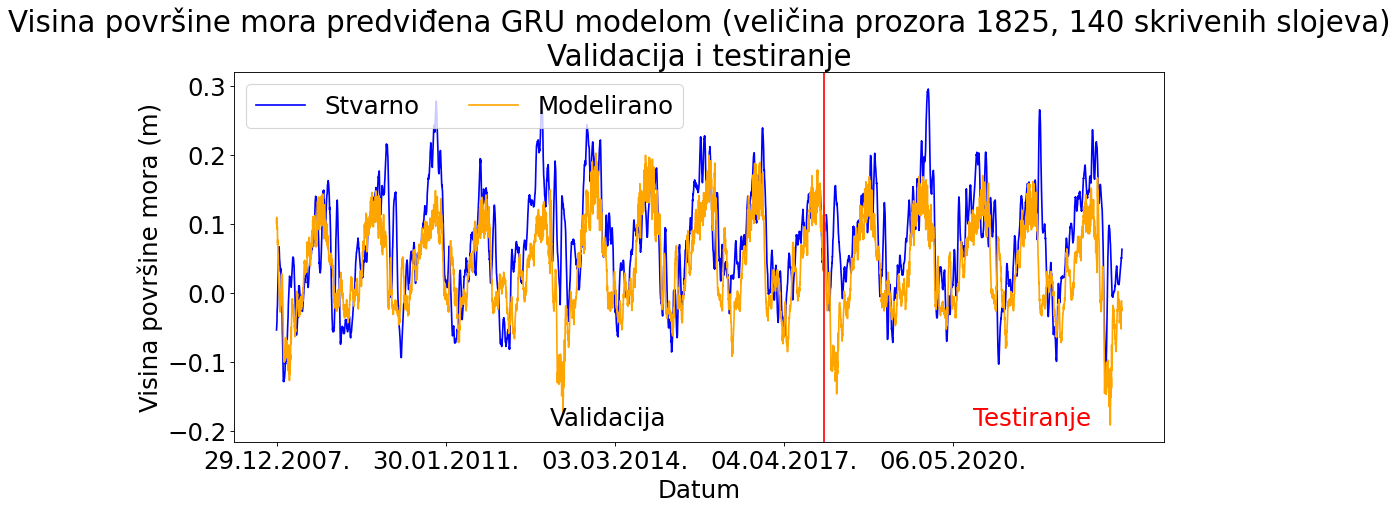 Visina površine mora predviđena GRU modelom (veličina prozora 1825, 140 skrivenih slojeva)
Validacija i testiranje
Stvarno
Modelirano
Visina površine mora (m)
0.3
0.2
0.1
0.0
−0.1
−0.2
Validacija
Testiranje
29.12.2007.
30.01.2011.
03.03.2014.
04.04.2017.
06.05.2020.
Datum